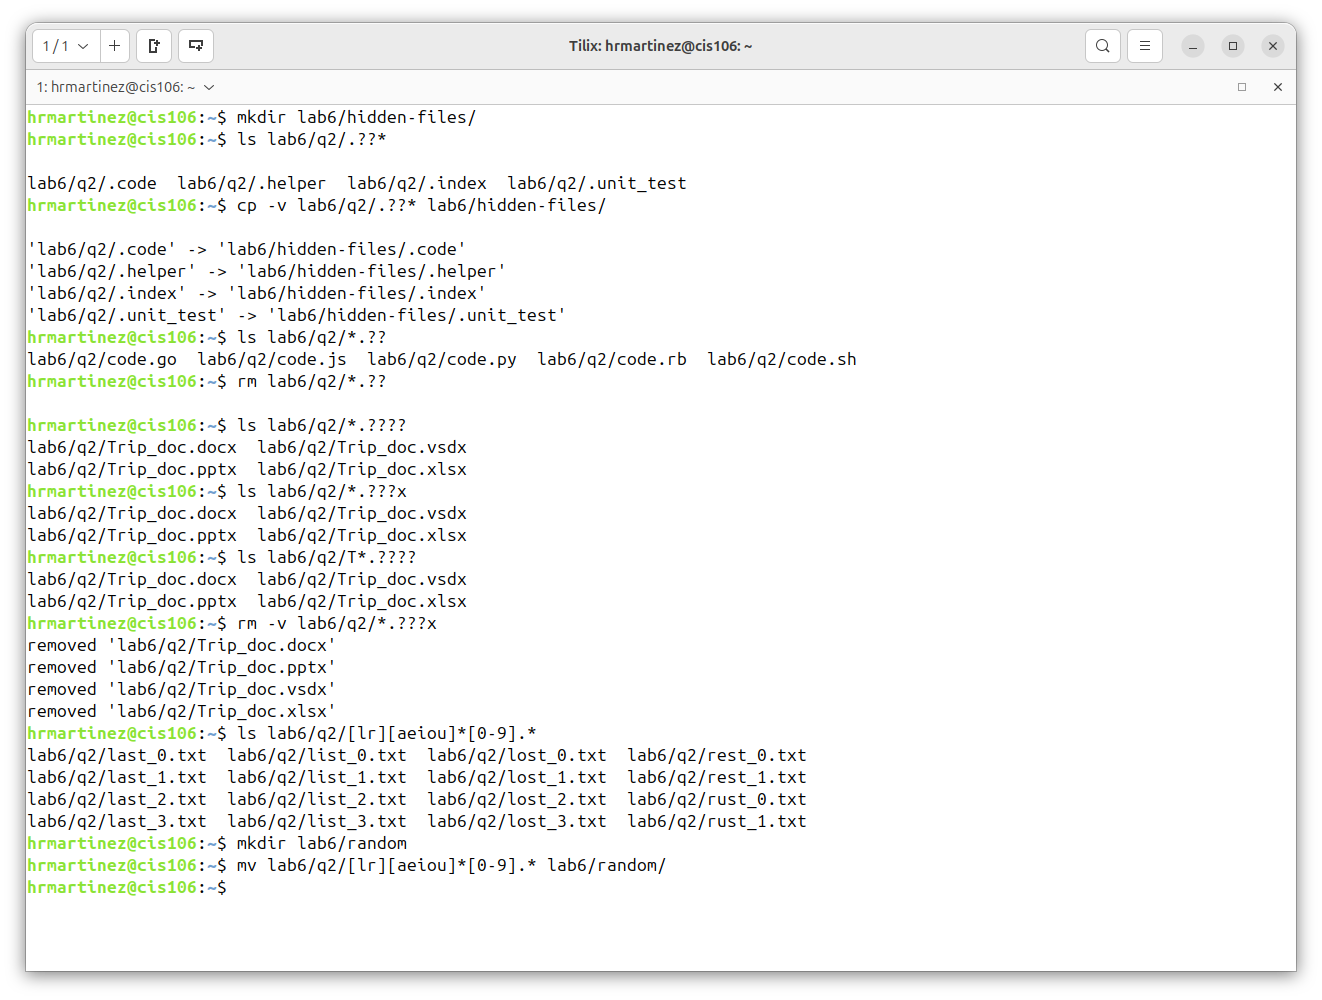 1 / 1
Tilix: hrmartinez@cis106: ~
1: hrmartinez@cis106: ~
hrmartinez@cis106:~$ mkdir lab6/hidden-files/
hrmartinez@cis106:~$ ls lab6/q2/.??*
lab6/q2/.code  lab6/q2/.helper  lab6/q2/.index  lab6/q2/.unit_test
hrmartinez@cis106:~$ cp -v lab6/q2/.??* lab6/hidden-files/
'lab6/q2/.code' -> 'lab6/hidden-files/.code'
'lab6/q2/.helper' -> 'lab6/hidden-files/.helper'
'lab6/q2/.index' -> 'lab6/hidden-files/.index'
'lab6/q2/.unit_test' -> 'lab6/hidden-files/.unit_test'
hrmartinez@cis106:~$ ls lab6/q2/*.??
lab6/q2/code.go  lab6/q2/code.js  lab6/q2/code.py  lab6/q2/code.rb  lab6/q2/code.sh
hrmartinez@cis106:~$ rm lab6/q2/*.??
hrmartinez@cis106:~$ ls lab6/q2/*.????
lab6/q2/Trip_doc.docx  lab6/q2/Trip_doc.vsdx
lab6/q2/Trip_doc.pptx  lab6/q2/Trip_doc.xlsx
hrmartinez@cis106:~$ ls lab6/q2/*.???x
lab6/q2/Trip_doc.docx  lab6/q2/Trip_doc.vsdx
lab6/q2/Trip_doc.pptx  lab6/q2/Trip_doc.xlsx
hrmartinez@cis106:~$ ls lab6/q2/T*.????
lab6/q2/Trip_doc.docx  lab6/q2/Trip_doc.vsdx
lab6/q2/Trip_doc.pptx  lab6/q2/Trip_doc.xlsx
hrmartinez@cis106:~$ rm -v lab6/q2/*.???x
removed 'lab6/q2/Trip_doc.docx'
removed 'lab6/q2/Trip_doc.pptx'
removed 'lab6/q2/Trip_doc.vsdx'
removed 'lab6/q2/Trip_doc.xlsx'
hrmartinez@cis106:~$ ls lab6/q2/[lr][aeiou]*[0-9].*
lab6/q2/last_0.txt  lab6/q2/list_0.txt  lab6/q2/lost_0.txt  lab6/q2/rest_0.txt
lab6/q2/last_1.txt  lab6/q2/list_1.txt  lab6/q2/lost_1.txt  lab6/q2/rest_1.txt
lab6/q2/last_2.txt  lab6/q2/list_2.txt  lab6/q2/lost_2.txt  lab6/q2/rust_0.txt
lab6/q2/last_3.txt  lab6/q2/list_3.txt  lab6/q2/lost_3.txt  lab6/q2/rust_1.txt
hrmartinez@cis106:~$ mkdir lab6/random
hrmartinez@cis106:~$ mv lab6/q2/[lr][aeiou]*[0-9].* lab6/random/
hrmartinez@cis106:~$